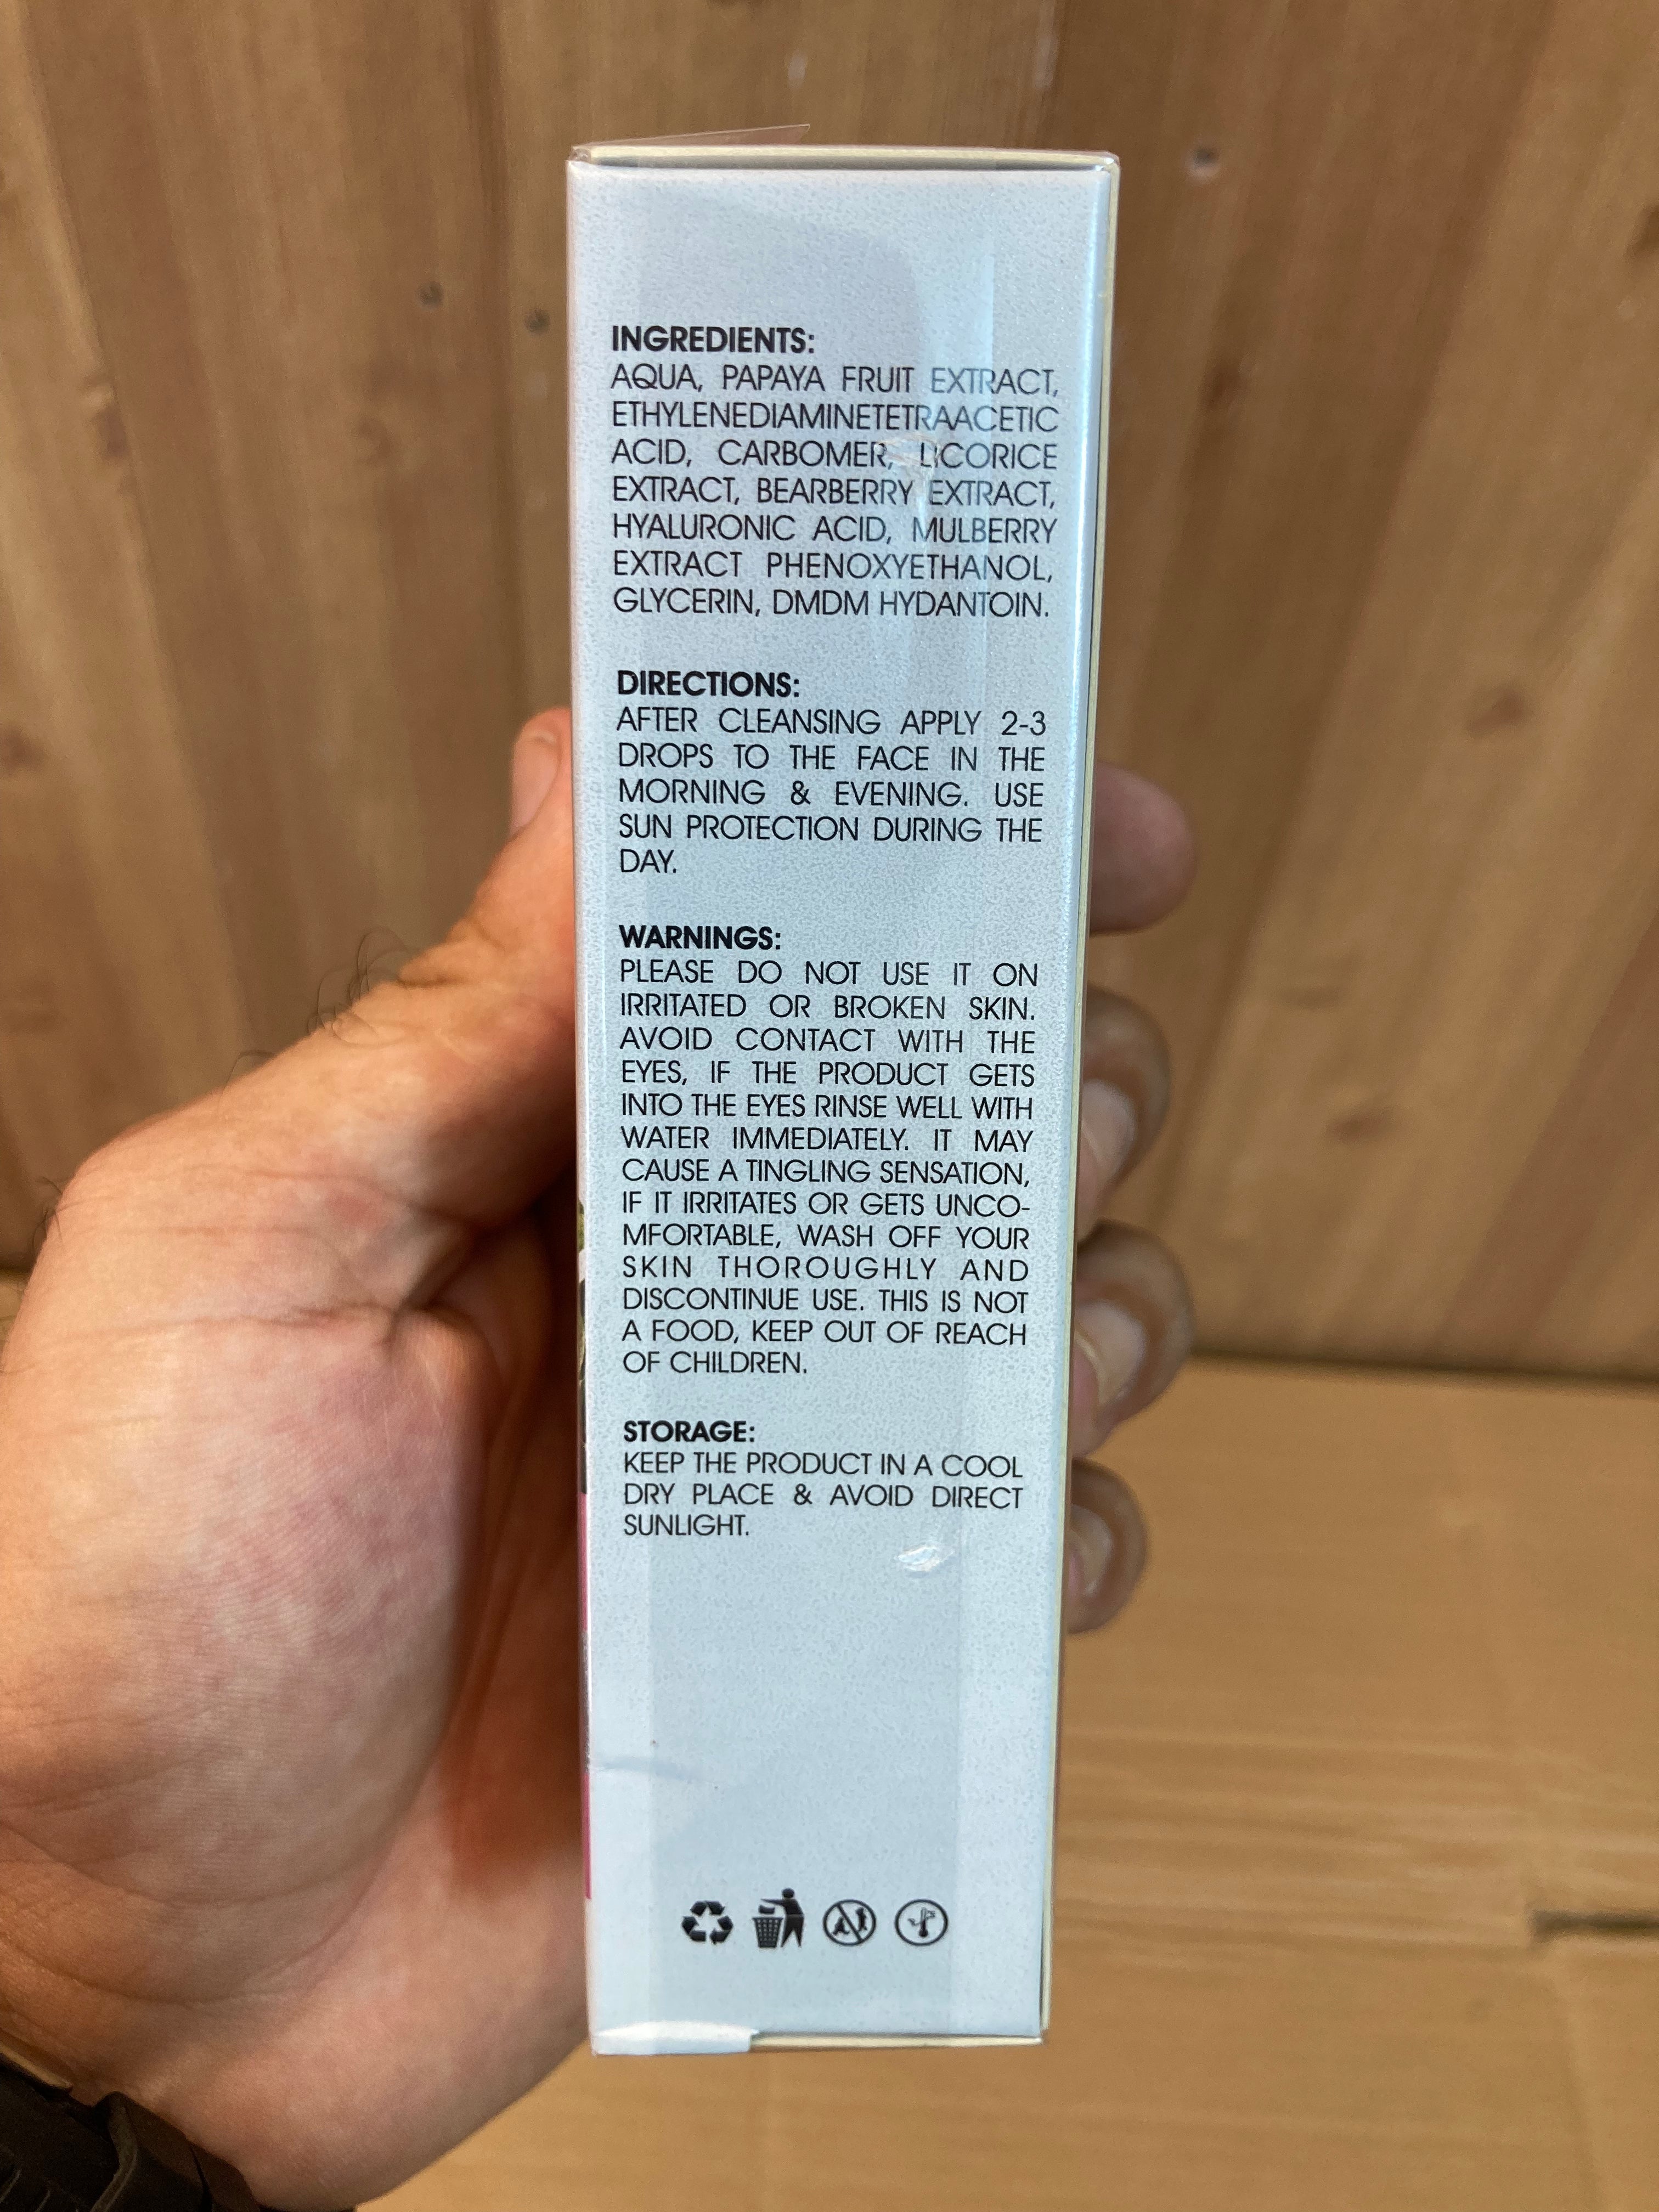 INGREDIENTS:
AQUA, PAPAYA FRUIT EXTRACT,
ETHYLENEDIAMINETETRAACETIC
ACID, CARBOMER, LICORICE
EXTRACT, BEARBERRY EXTRACT,
HYALURONIC ACID, MULBERRY
EXTRACT PHENOXYETHANOL,
GLYCERIN, DMDM HYDANTOIN.
DIRECTIONS:
AFTER CLEANSING APPLY 2-3
DROPS TO THE FACE IN THE
MORNING & EVENING. USE
SUN PROTECTION DURING THE
DAY.
WARNINGS:
PLEASE DO NOT USE IT ON
IRRITATED OR BROKEN SKIN.
AVOID CONTACT WITH THE
EYES, IF THE PRODUCT GETS
INTO THE EYES RINSE WELL WITH
WATER IMMEDIATELY. IT MAY
CAUSE A TINGLING SENSATION,
IF IT IRRITATES OR GETS UNCO-
MFORTABLE, WASH OFF YOUR
SKIN THOROUGHLY AND
DISCONTINUE USE. THIS IS NOT
A FOOD, KEEP OUT OF REACH
OF CHILDREN.
STORAGE:
KEEP THE PRODUCT IN A COOL
DRY PLACE & AVOID DIRECT
SUNLIGHT.